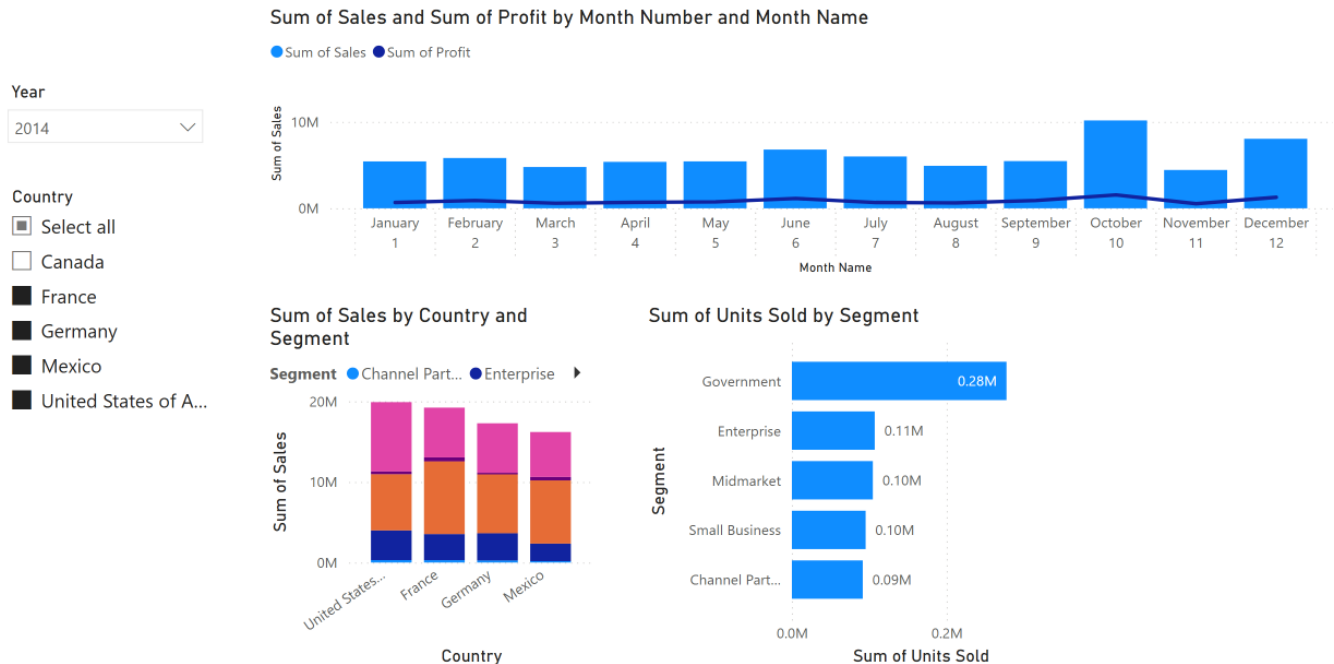 Sum of Sales and Sum of Profit by Month Number and Month Name
Sum of Sales Sum of Profit
Year
2014
Country
Select all
Canada
France
Germany
Mexico
United States of A...
Sum of Sales
10M
0M
January February March April May June July August September October November December
1 2 3 4 5 6 7 8 9 10 11 12
Month Name
Sum of Sales by Country and
Segment
Segment Channel Part... Enterprise
Sum of Sales
20M
10M
0M
United States... France Germany Mexico
Country
Sum of Units Sold by Segment
Segment
Government 0.28M
Enterprise 0.11M
Midmarket 0.10M
Small Business 0.10M
Channel Part... 0.09M
0.0M 0.2M
Sum of Units Sold